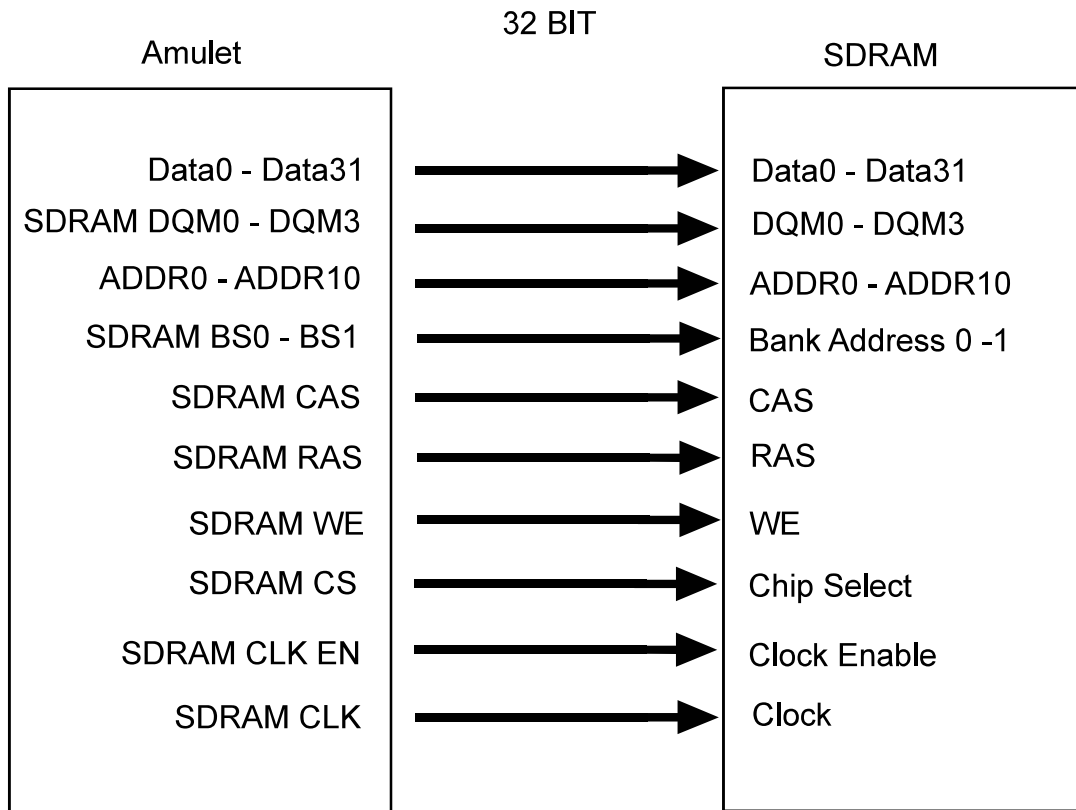 32 BIT
Amulet
SDRAM
Data0 - Data31
Data0 - Data31
SDRAM DQM0 - DQM3
DQM0 - DQM3
ADDR0 - ADDR10
ADDR0 - ADDR10
SDRAM BS0 - BS1
Bank Address 0 -1
SDRAM CAS
CAS
SDRAM RAS
RAS
SDRAM WE
WE
SDRAM CS
Chip Select
SDRAM CLK EN
Clock Enable
SDRAM CLK
Clock